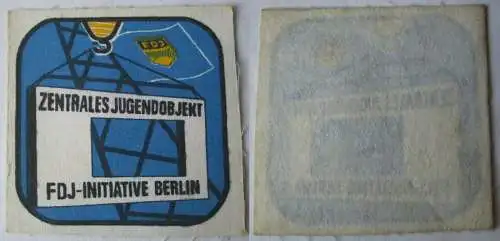 FDJ
ZENTRALES JUGENDOBJEKT
FDJ-INITIATIVE BERLIN